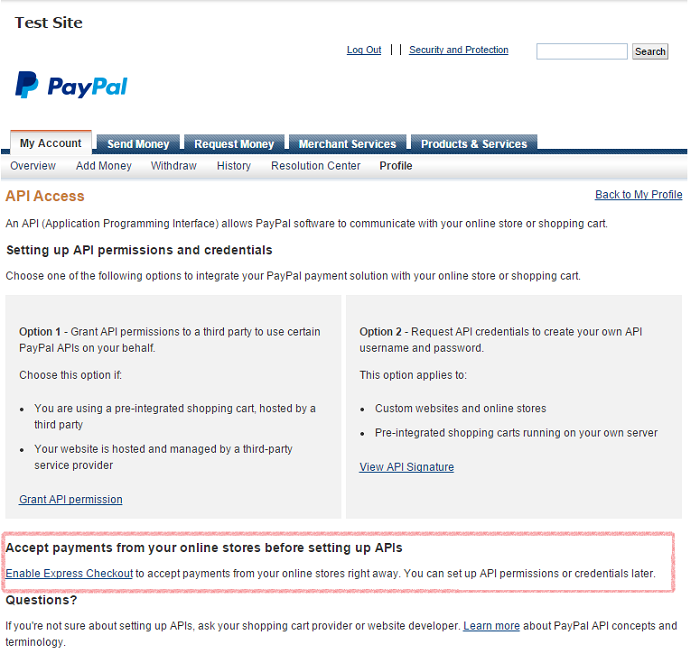 Test Site
Log Out | | Security and Protection
Search
PayPal
My Account Send Money Request Money Merchant Services Products & Services
Overview Add Money Withdraw History Resolution Center Profile
API Access
Back to My Profile
An API (Application Programming Interface) allows PayPal software to communicate with your online store or shopping cart.
Setting up API permissions and credentials
Choose one of the following options to integrate your PayPal payment solution with your online store or shopping cart.
Option 1 - Grant API permissions to a third party to use certain
PayPal APIs on your behalf.
Choose this option if:
• You are using a pre-integrated shopping cart, hosted by a
third party
• Your website is hosted and managed by a third-party
service provider
Grant API permission
Option 2 - Request API credentials to create your own API
username and password.
This option applies to:
• Custom websites and online stores
• Pre-integrated shopping carts running on your own server
View API Signature
Accept payments from your online stores before setting up APIs
Enable Express Checkout to accept payments from your online stores right away. You can set up API permissions or credentials later.
Questions?
If you're not sure about setting up APIs, ask your shopping cart provider or website developer. Learn more about PayPal API concepts and
terminology.